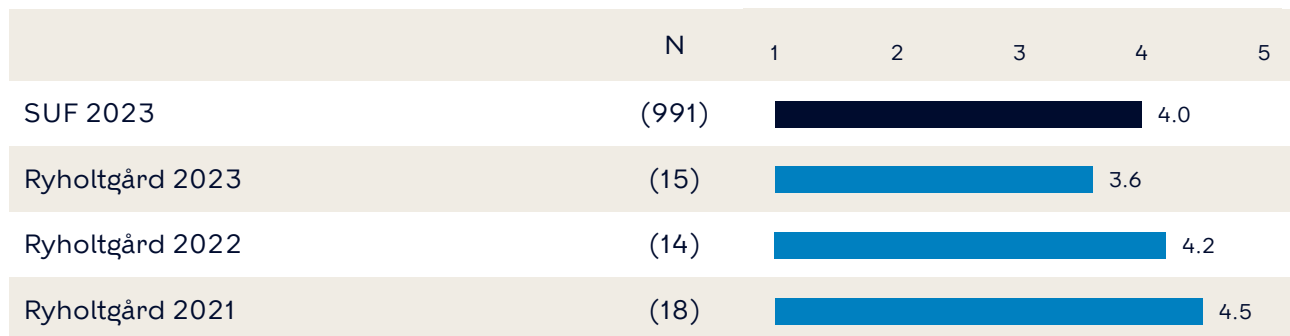 N 1 2 3 4 5
SUF 2023 (991) 4.0
Ryholtgård 2023 (15) 3.6
Ryholtgård 2022 (14) 4.2
Ryholtgård 2021 (18) 4.5